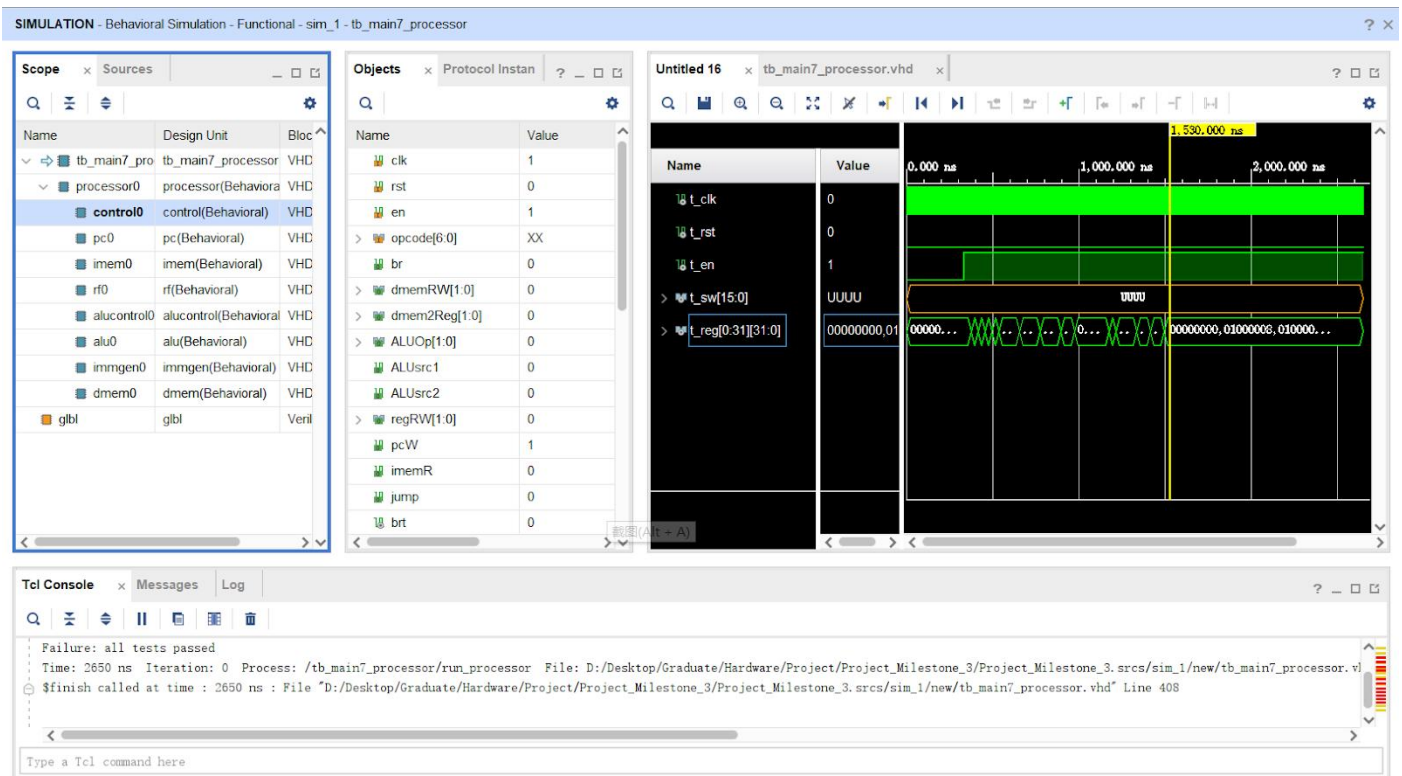 SIMULATION - Behavioral Simulation - Functional - sim_1 - tb_main7_processor
Scope Sources
Name Design Unit Bloc
tb_main7_pro tb_main7_processor VHD
processor0 processor(Behaviora VHD
control0 control(Behavioral) VHD
pc0 pc(Behavioral) VHD
imem0 imem(Behavioral) VHD
rf0 rf(Behavioral) VHD
alucontrol0 alucontrol(Behavioral VHD
alu0 alu(Behavioral) VHD
immgen0 immgen(Behavioral) VHD
dmem0 dmem(Behavioral) VHD
glbl glbl Veril
Objects Protocol Instan
Name Value
clk 1
rst 0
en 1
opcode[6:0] XX
br 0
dmemRW[1:0] 0
dmem2Reg[1:0] 0
ALUOp[1:0] 0
ALUsrc1 0
ALUsrc2 0
regRW[1:0] 0
pcW 1
imemR 0
jump 0
brt 0
截图(Alt + A)
Untitled 16 tb_main7_processor.vhd
1,530.000 ns
Name Value 0.000 ns 1,000.000 ns 2,000.000 ns
t_clk 0
t_rst 0
t_en 1
t_sw[15:0] UUUU UUUU
t_reg[0:31][31:0] 00000000,01 00000... 0... 00000000,01000008,010000...
Tcl Console Messages Log
Failure: all tests passed
Time: 2650 ns Iteration: 0 Process: /tb_main7_processor/run_processor File: D:/Desktop/Graduate/Hardware/Project/Project_Milestone_3/Project_Milestone_3.srcs/sim_1/new/tb_main7_processor.vl
$finish called at time : 2650 ns : File "D:/Desktop/Graduate/Hardware/Project/Project_Milestone_3/Project_Milestone_3.srcs/sim_1/new/tb_main7_processor.vhd" Line 408
Type a Tcl command here